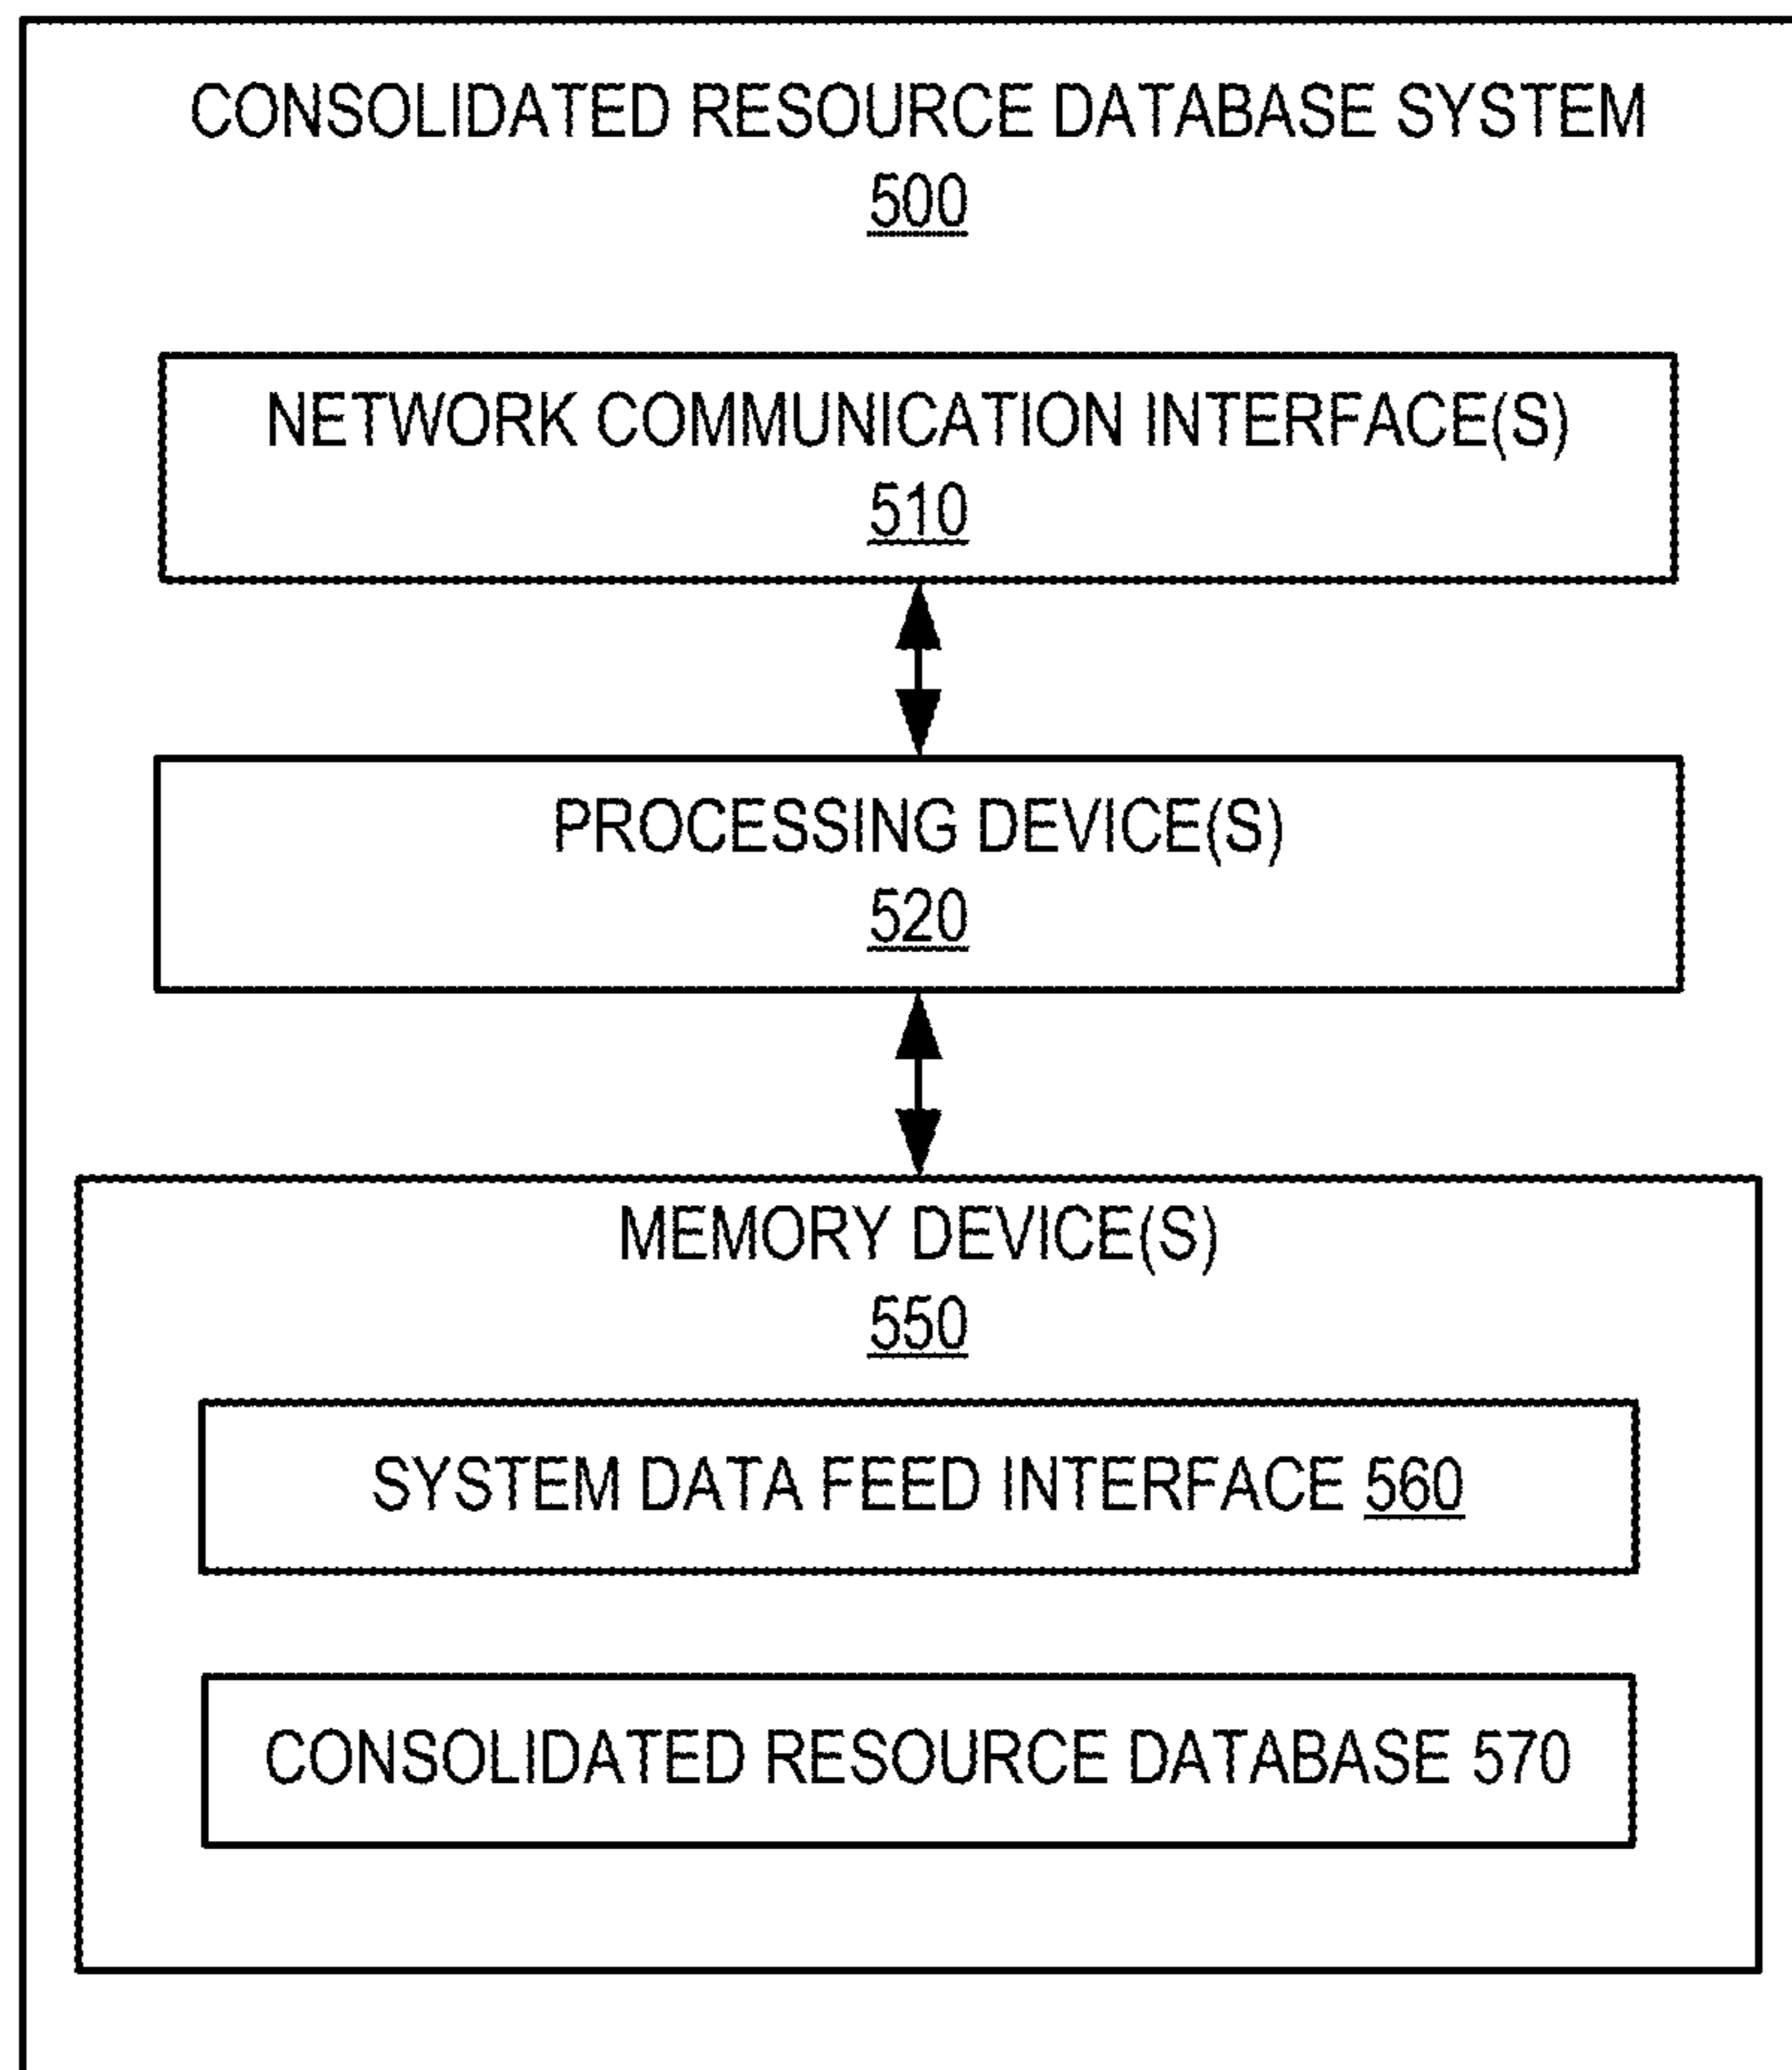 CONSOLIDATED RESOURCE DATABASE SYSTEM
500
NETWORK COMMUNICATION INTERFACE(S)
510
PROCESSING DEVICE(S)
520
MEMORY DEVICE(S)
550
SYSTEM DATA FEED INTERFACE 560
CONSOLIDATED RESOURCE DATABASE 570